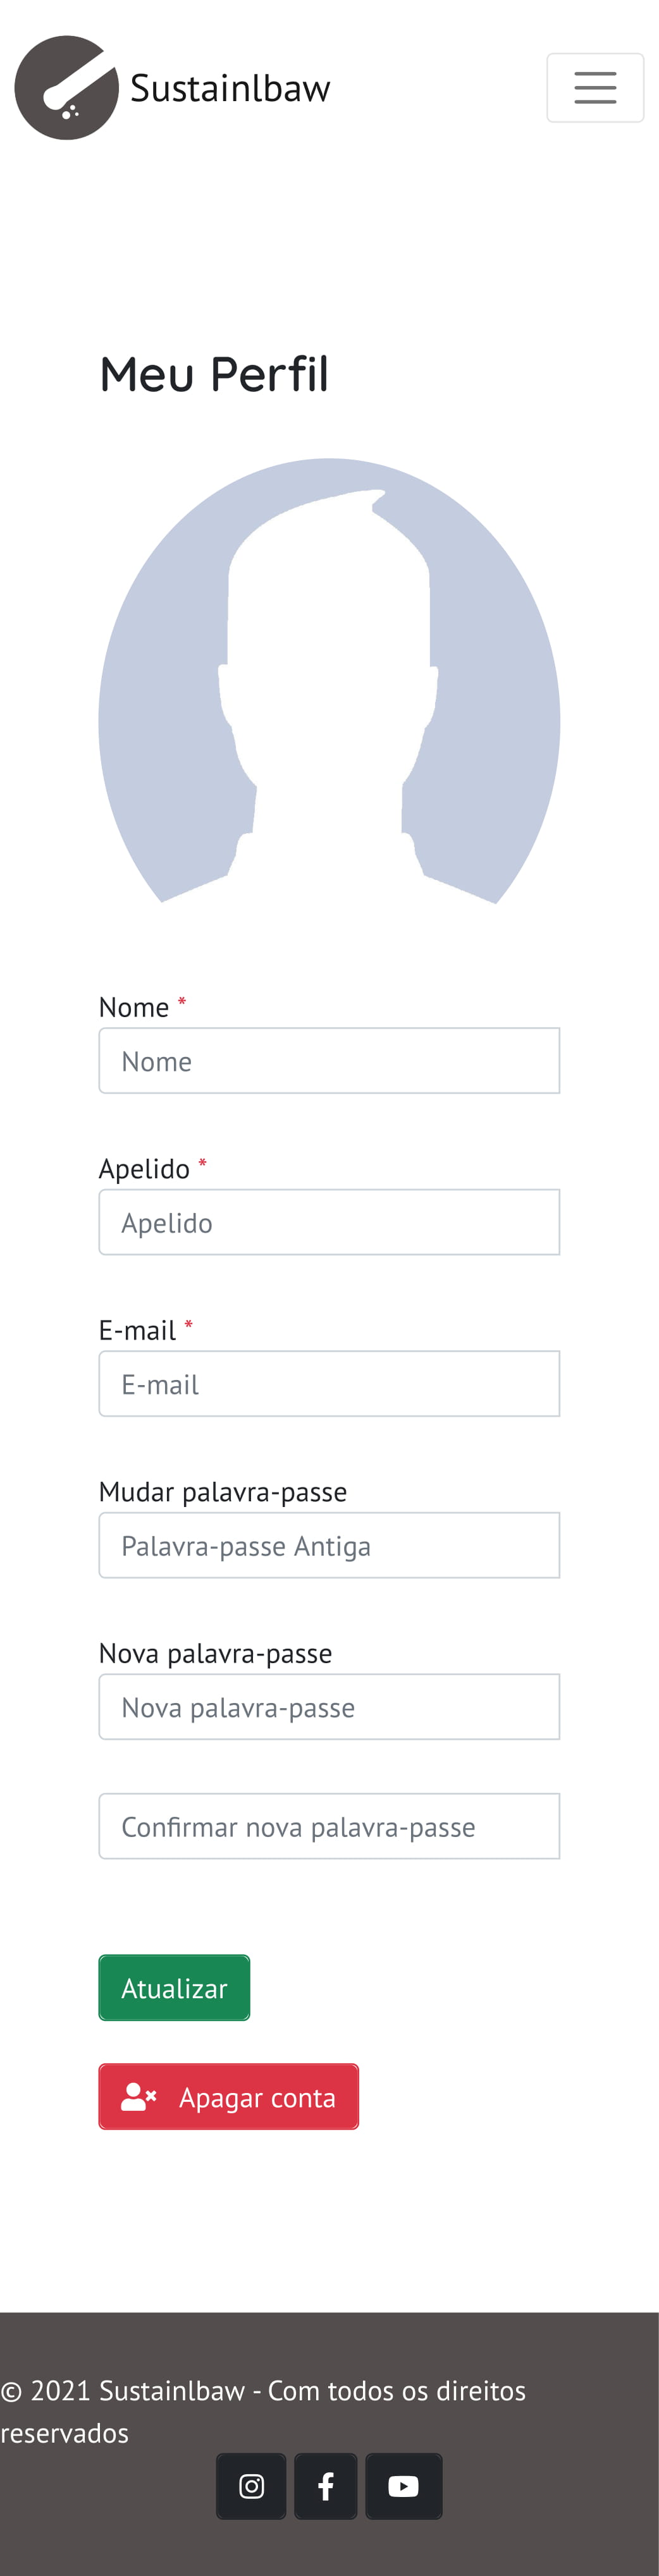 Sustainlbaw
Meu Perfil
Nome *
Nome
Apelido *
Apelido
E-mail *
E-mail
Mudar palavra-passe
Palavra-passe Antiga
Nova palavra-passe
Nova palavra-passe
Confirmar nova palavra-passe
Atualizar
Apagar conta
© 2021 Sustainlbaw - Com todos os direitos
reservados